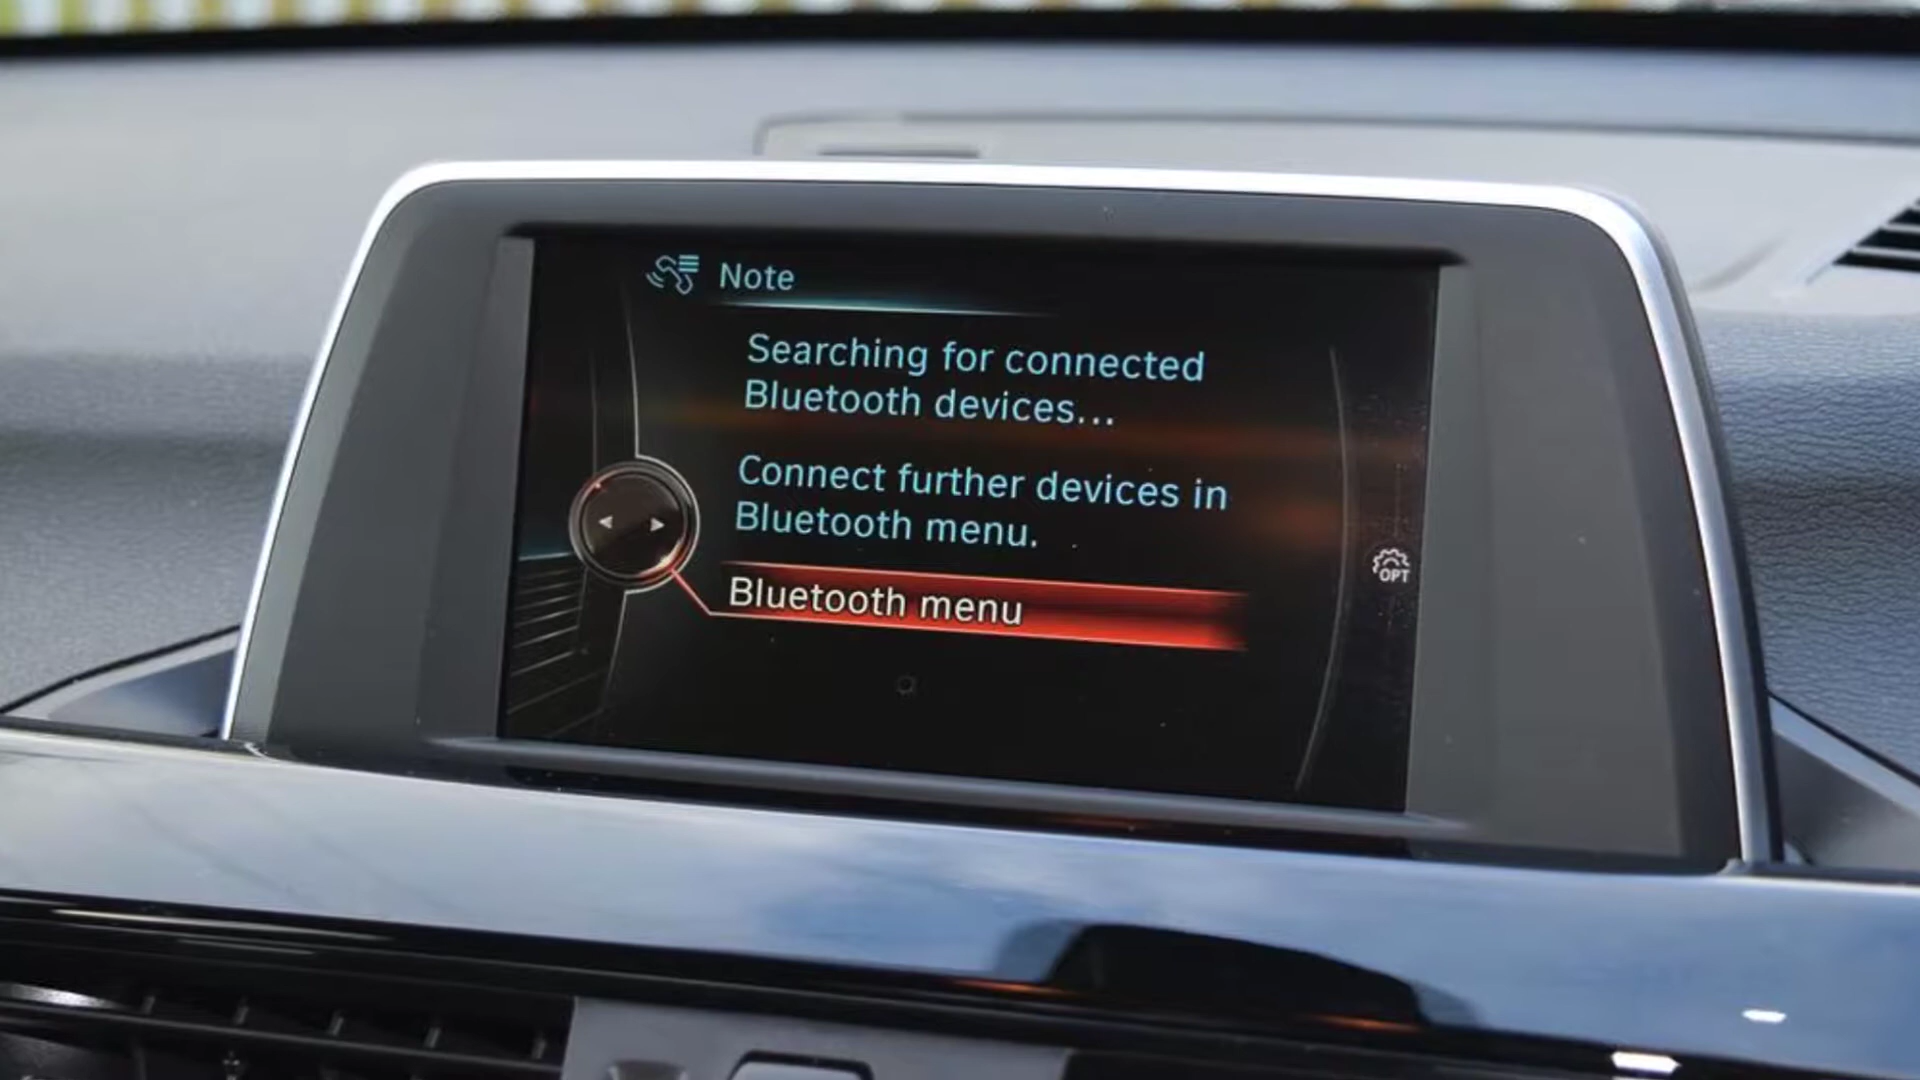 Note
Searching for connected
Bluetooth devices...
Connect further devices in
Bluetooth menu.
Bluetooth menu
OPT